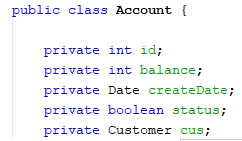 public class Account {
private int id;
private int balance;
private Date createDate;
private boolean status;
private Customer cus;